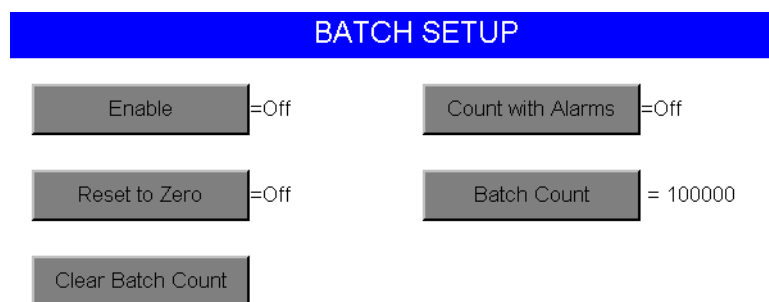 BATCH SETUP
Enable =Off Count with Alarms =Off
Reset to Zero =Off Batch Count = 100000
Clear Batch Count